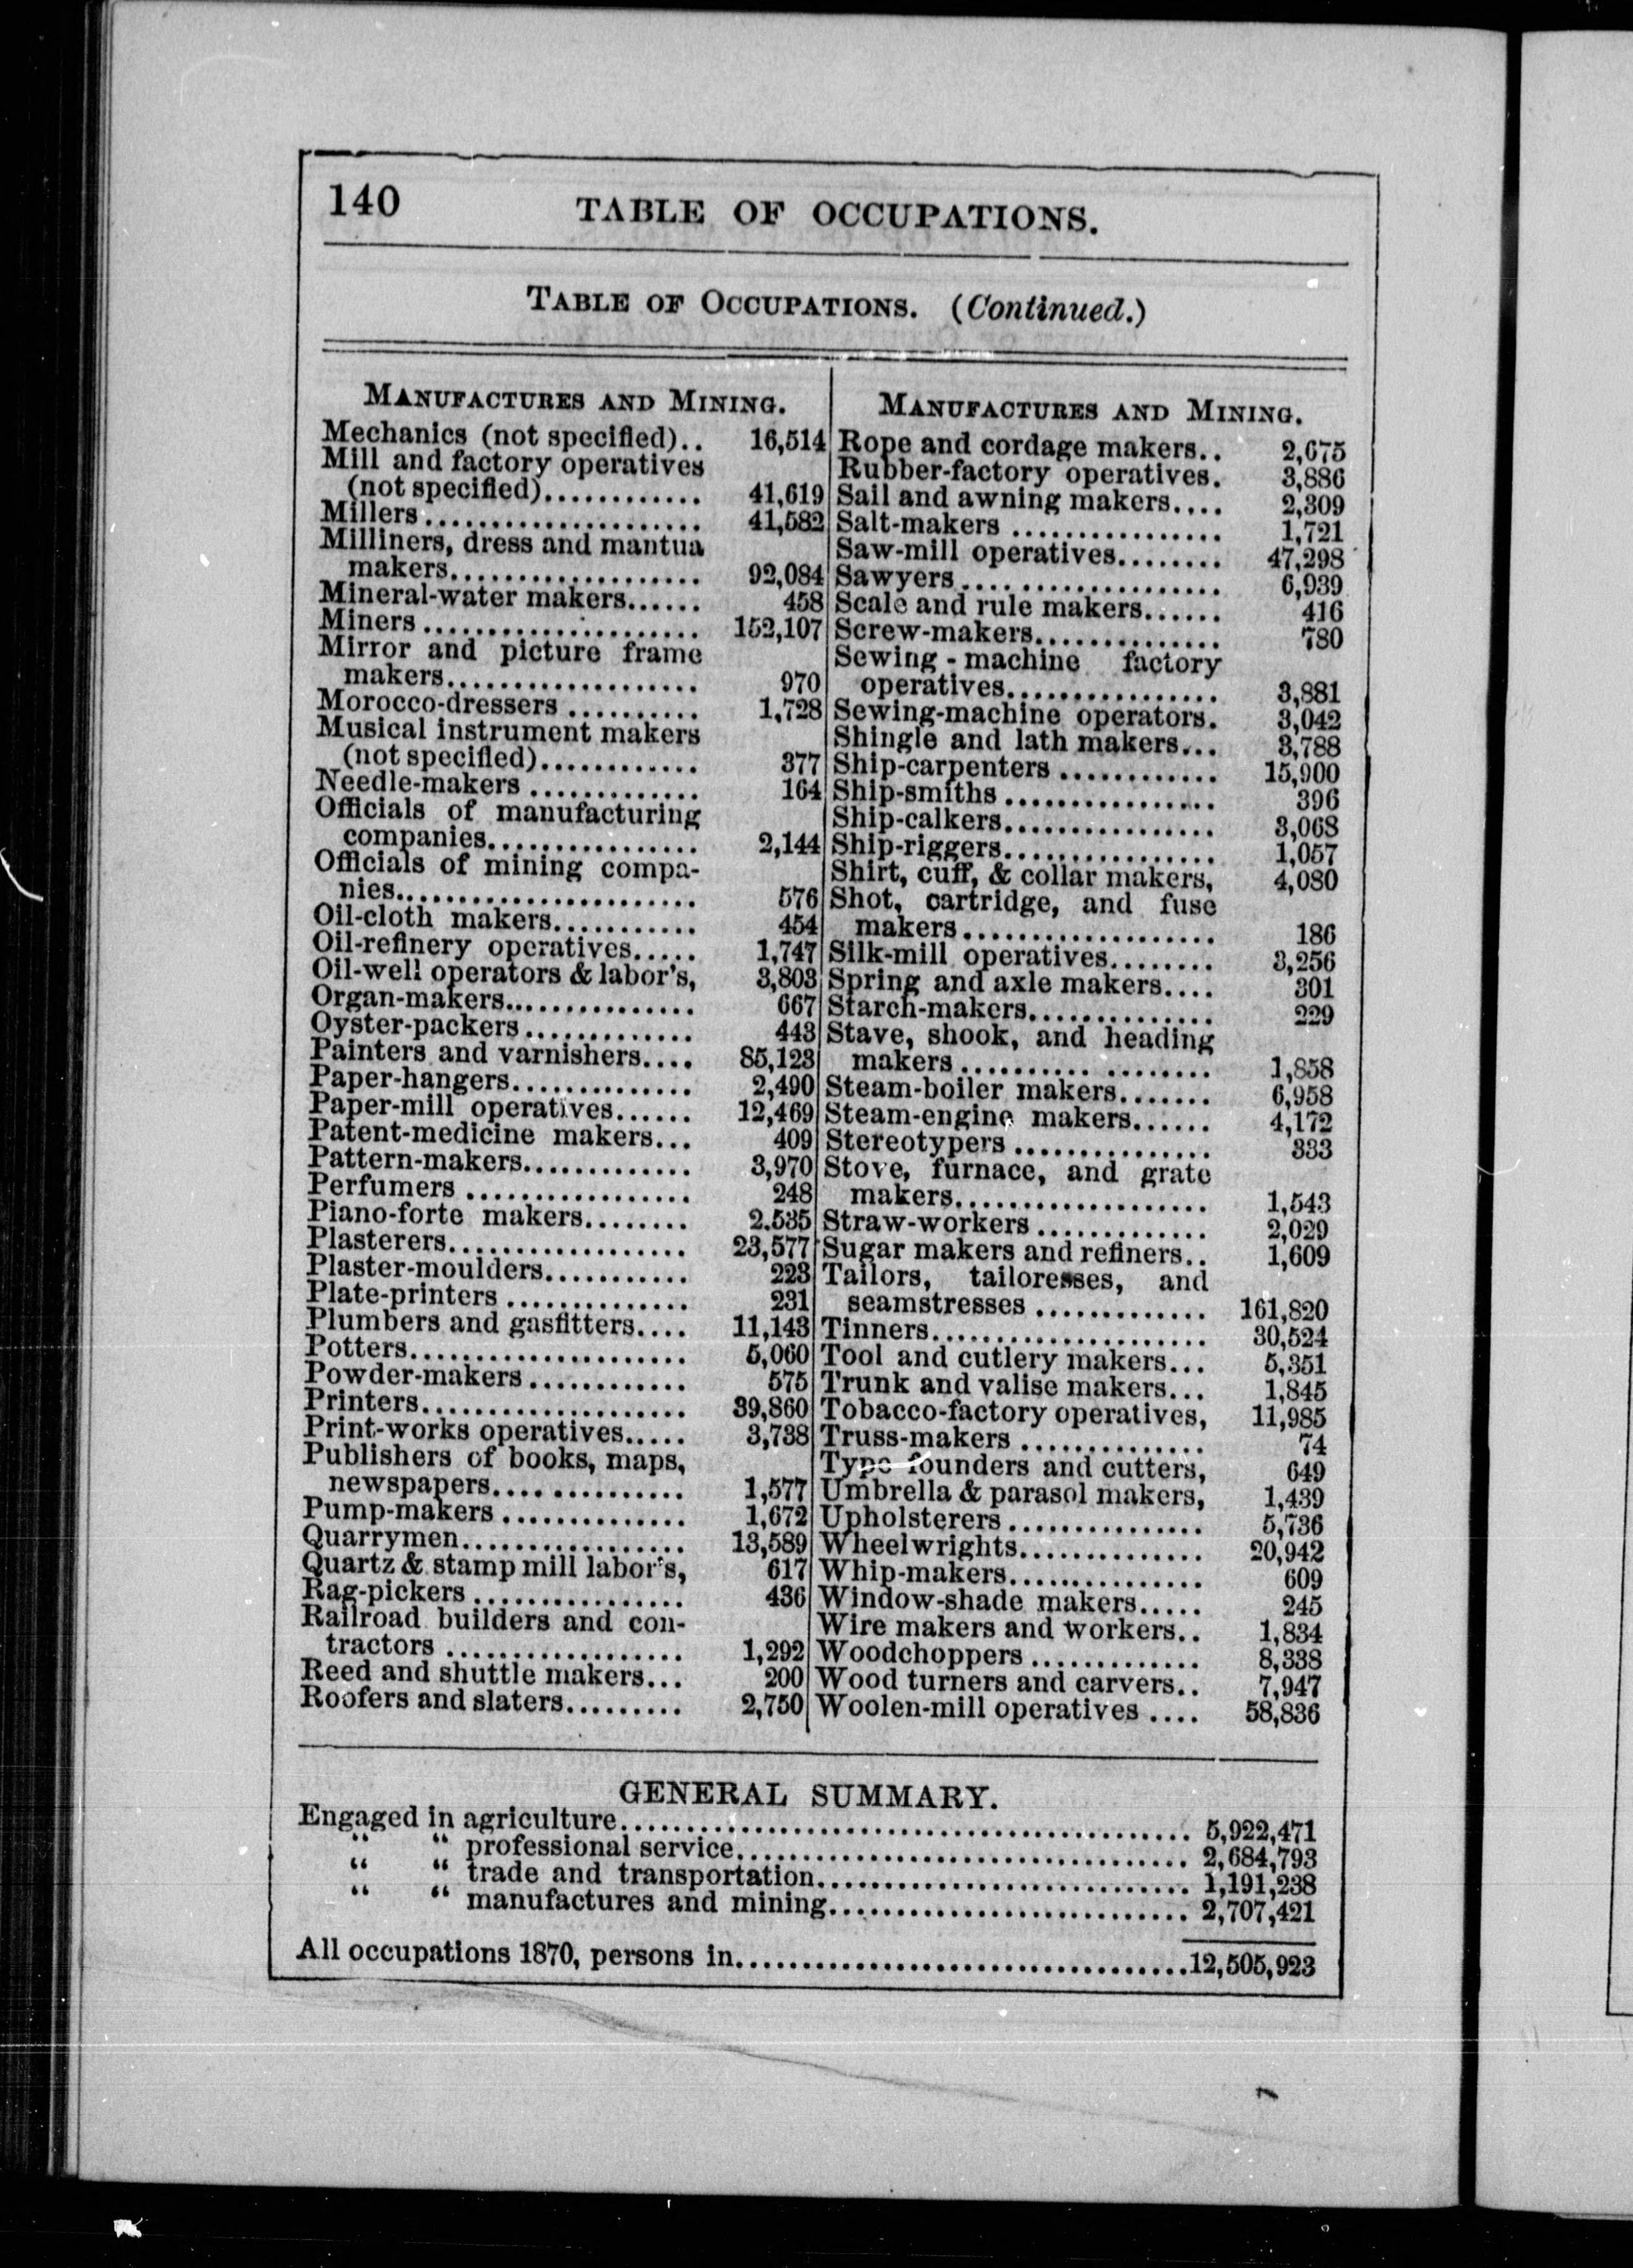 140
TABLE OF OCCUPATIONS.
TABLE OF OCCUPATIONS. (Continued.)
MANUFACTURES AND MINING.
Mechanics (not specified).. 16,514
Mill and factory operatives
(not specified)............ 41,619
Millers..................... 41,582
Milliners, dress and mantua
makers................... 92,084
Mineral-water makers...... 458
Miners..................... 152,107
Mirror and picture frame
makers................... 970
Morocco-dressers .......... 1,728
Musical instrument makers
(not specified)............ 377
Needle-makers ............. 164
Officials of manufacturing
companies................ 2,144
Officials of mining compa-
nies....................... 576
Oil-cloth makers........... 454
Oil-refinery operatives..... 1,747
Oil-well operators & labor's, 3,803
Organ-makers............... 667
Oyster-packers............. 443
Painters and varnishers.... 85,123
Paper-hangers.............. 2,490
Paper-mill operatives...... 12,469
Patent-medicine makers... 409
Pattern-makers............. 3,970
Perfumers ................. 248
Piano-forte makers........ 2.535
Plasterers.................. 23,577
Plaster-moulders........... 223
Plate-printers .............. 231
Plumbers and gasfitters.... 11,143
Potters..................... 5,060
Powder-makers............ 575
Printers.................... 39,860
Print-works operatives..... 3,738
Publishers of books, maps,
newspapers............... 1,577
Pump-makers .............. 1,672
Quarrymen................. 13,589
Quartz & stamp mill labor's, 617
Rag-pickers ................ 436
Railroad builders and con-
tractors .................. 1,292
Reed and shuttle makers... 200
Roofers and slaters......... 2,750
MANUFACTURES AND MINING.
Rope and cordage makers.. 2,675
Rubber-factory operatives. 3,886
Sail and awning makers.... 2,309
Salt-makers ................ 1,721
Saw-mill operatives........ 47,298
Sawyers.................... 6,939
Scale and rule makers...... 416
Screw-makers.............. 780
Sewing-machine factory
operatives................ 3,881
Sewing-machine operators. 3,042
Shingle and lath makers... 3,788
Ship-carpenters ............ 15,900
Ship-smiths................ 396
Ship-calkers................ 3,068
Ship-riggers................ 1,057
Shirt, cuff, & collar makers, 4,080
Shot, cartridge, and fuse
makers................... 186
Silk-mill operatives........ 3,256
Spring and axle makers.... 301
Starch-makers.............. 229
Stave, shook, and heading
makers .................. 1,858
Steam-boiler makers....... 6,958
Steam-engine makers...... 4,172
Stereotypers ............... 333
Stove, furnace, and grate
makers................... 1,543
Straw-workers ............. 2,029
Sugar makers and refiners.. 1,609
Tailors, tailoresses, and
seamstresses ............. 161,820
Tinners..................... 30,524
Tool and cutlery makers... 5,351
Trunk and valise makers... 1,845
Tobacco-factory operatives, 11,985
Truss-makers .............. 74
Type founders and cutters, 649
Umbrella & parasol makers, 1,439
Upholsterers ............... 5,736
Wheelwrights.............. 20,942
Whip-makers............... 609
Window-shade makers..... 245
Wire makers and workers.. 1,834
Woodchoppers ............. 8,338
Wood turners and carvers.. 7,947
Woolen-mill operatives .... 58,836
GENERAL SUMMARY.
Engaged in agriculture........................................... 5,922,471
“ “ professional service.................................. 2,684,793
“ “ trade and transportation............................ 1,191,238
“ “ manufactures and mining........................... 2,707,421
All occupations 1870, persons in..................................12,505,923